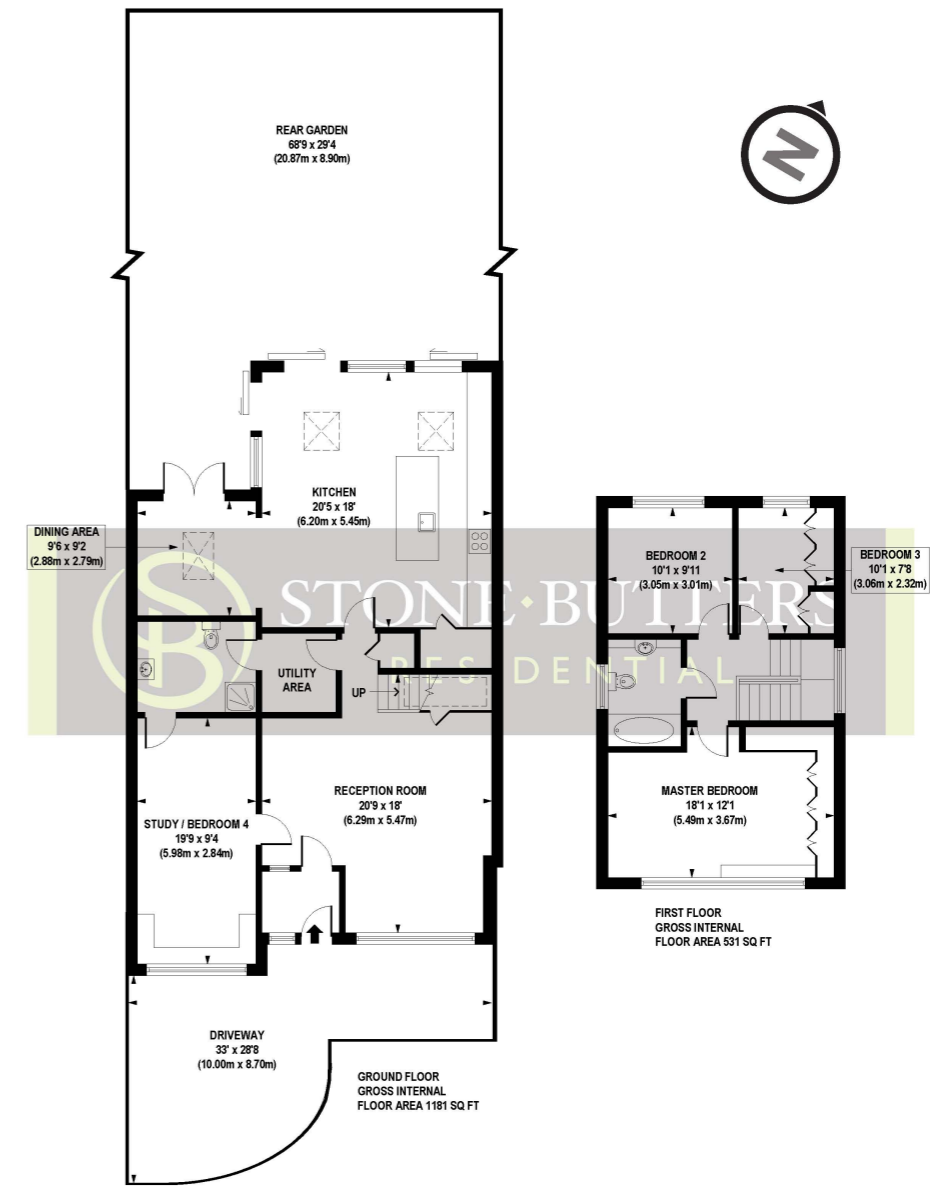 REAR GARDEN
68'9 x 29'4
(20.87m x 8.90m)
N
KITCHEN
20'5 x 18'
(6.20m x 5.45m)
DINING AREA
9'6 x 9'2
(2.88m x 2.79m)
BEDROOM 2
10'1 x 9'11
(3.05m x 3.01m)
BEDROOM 3
10'1 x 7'8
(3.06m x 2.32m)
SB
STONE·BUTTERS
RESIDENTIAL
UTILITY
AREA
UP
RECEPTION ROOM
20'9 x 18'
(6.29m x 5.47m)
STUDY / BEDROOM 4
19'9 x 9'4
(5.98m x 2.84m)
MASTER BEDROOM
18'1 x 12'1
(5.49m x 3.67m)
FIRST FLOOR
GROSS INTERNAL
FLOOR AREA 531 SQ FT
DRIVEWAY
33' x 28'8
(10.00m x 8.70m)
GROUND FLOOR
GROSS INTERNAL
FLOOR AREA 1181 SQ FT